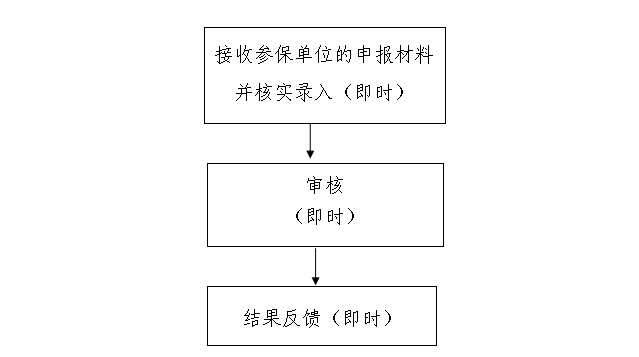 接收参保单位的申报材料
并核实录入（即时）
审核
（即时）
结果反馈（即时）